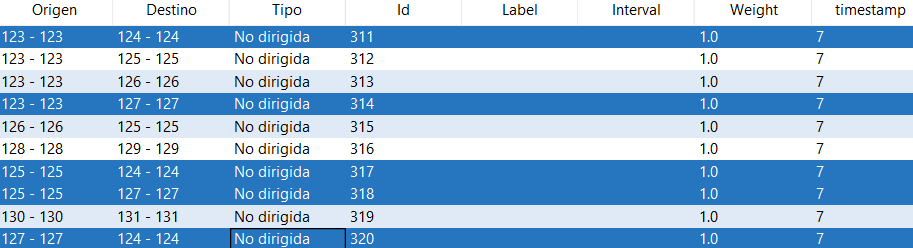 Origen Destino Tipo Id Label Interval Weight timestamp
123 - 123 124 - 124 No dirigida 311 1.0 7
123 - 123 125 - 125 No dirigida 312 1.0 7
123 - 123 126 - 126 No dirigida 313 1.0 7
123 - 123 127 - 127 No dirigida 314 1.0 7
126 - 126 125 - 125 No dirigida 315 1.0 7
128 - 128 129 - 129 No dirigida 316 1.0 7
125 - 125 124 - 124 No dirigida 317 1.0 7
125 - 125 127 - 127 No dirigida 318 1.0 7
130 - 130 131 - 131 No dirigida 319 1.0 7
127 - 127 124 - 124 No dirigida 320 1.0 7